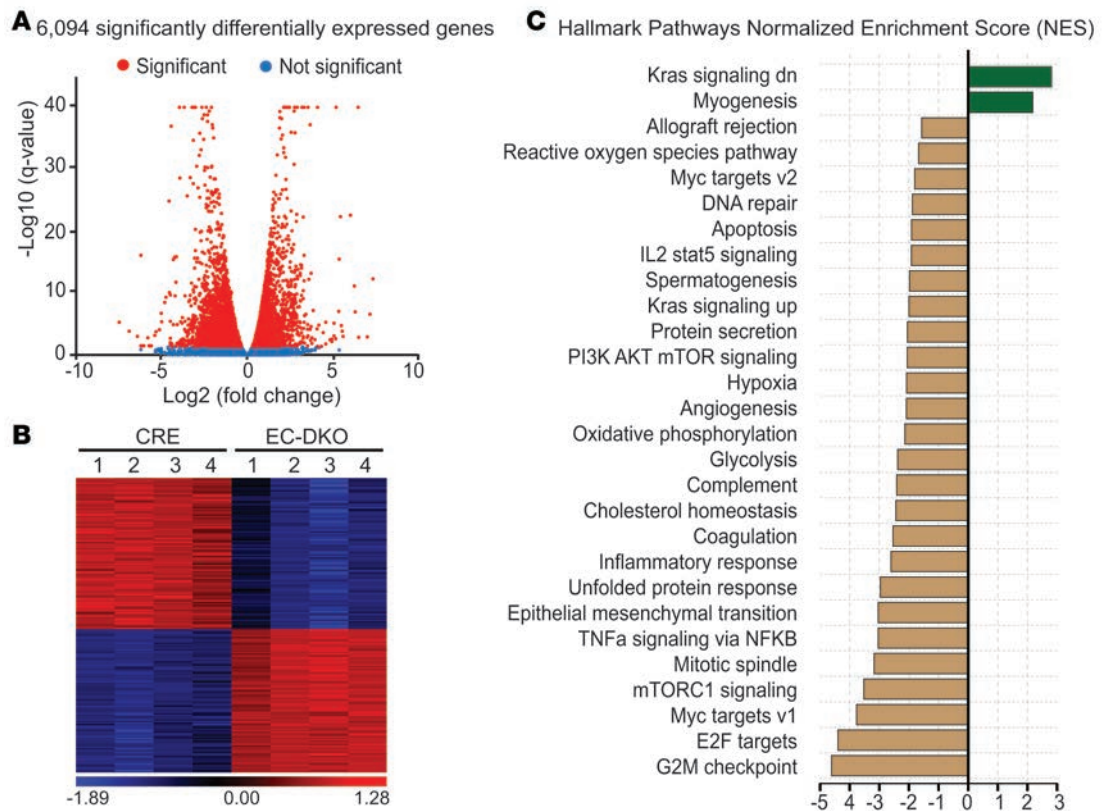 A 6,094 significantly differentially expressed genes
Significant Not significant
-Log10 (q-value)
40
30
20
10
0
-10 -5 0 5 10
Log2 (fold change)
B
CRE EC-DKO
1 2 3 4 1 2 3 4
-1.89 0.00 1.28
C Hallmark Pathways Normalized Enrichment Score (NES)
Kras signaling dn
Myogenesis
Allograft rejection
Reactive oxygen species pathway
Myc targets v2
DNA repair
Apoptosis
IL2 stat5 signaling
Spermatogenesis
Kras signaling up
Protein secretion
PI3K AKT mTOR signaling
Hypoxia
Angiogenesis
Oxidative phosphorylation
Glycolysis
Complement
Cholesterol homeostasis
Coagulation
Inflammatory response
Unfolded protein response
Epithelial mesenchymal transition
TNFa signaling via NFKB
Mitotic spindle
mTORC1 signaling
Myc targets v1
E2F targets
G2M checkpoint
-5 4 -3 -2 -1 0 1 2 3